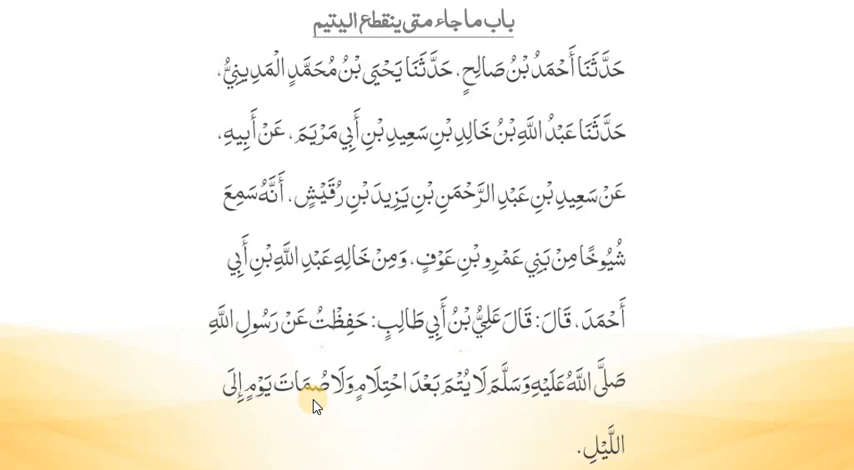 باب ما جاء متى ينقطع اليتيم
حَدَّثَنَا أَحْمَدُ بْنُ صَالِحٍ، حَدَّثَنَا يَحْيَى بْنُ مُحَمَّدٍ الْمَدِينِيُّ،
حَدَّثَنَا عَبْدُ اللَّهِ بْنُ خَالِدِ بْنِ سَعِيدِ بْنِ أَبِي مَرْيَمَ، عَنْ أَبِيهِ،
عَنْ سَعِيدِ بْنِ عَبْدِ الرَّحْمَنِ بْنِ يَزِيدَ بْنِ رُقَيْشٍ، أَنَّهُ سَمِعَ
شُيُوخًا مِنْ بَنِي عَمْرِو بْنِ عَوْفٍ، وَمِنْ خَالِهِ عَبْدِ اللَّهِ بْنِ أَبِي
أَحْمَدَ، قَالَ: قَالَ عَلِيُّ بْنُ أَبِي طَالِبٍ: حَفِظْتُ عَنْ رَسُولِ اللَّهِ
صَلَّى اللَّهُ عَلَيْهِ وَسَلَّمَ لَا يُتْمَ بَعْدَ احْتِلَامٍ وَلَا صُمَاتَ يَوْمٍ إِلَى
اللَّيْلِ.